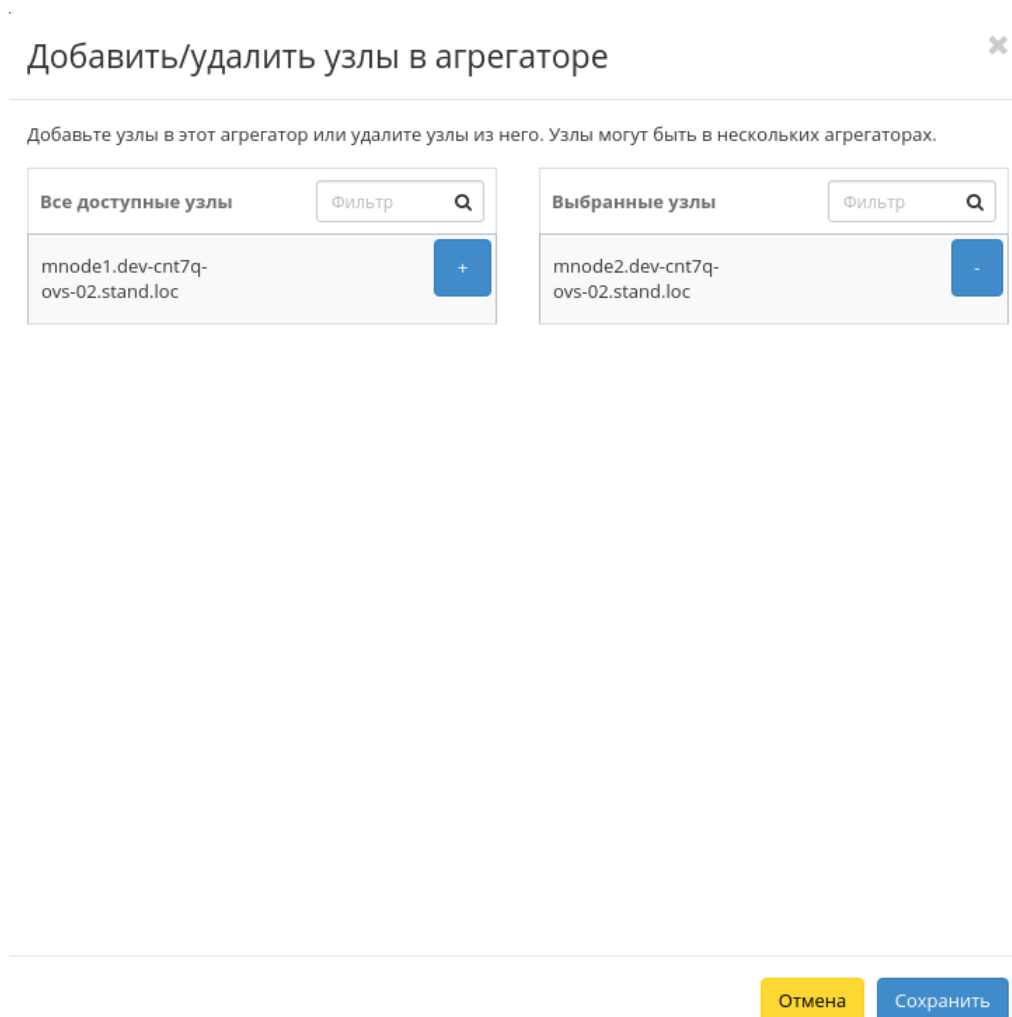 Добавить/удалить узлы в агрегаторе
Добавьте узлы в этот агрегатор или удалите узлы из него. Узлы могут быть в нескольких агрегаторах.
Все доступные узлы
Фильтр
mnode1.dev-cnt7q-
ovs-02.stand.loc
+
Выбранные узлы
Фильтр
mnode2.dev-cnt7q-
ovs-02.stand.loc
-
Отмена
Сохранить